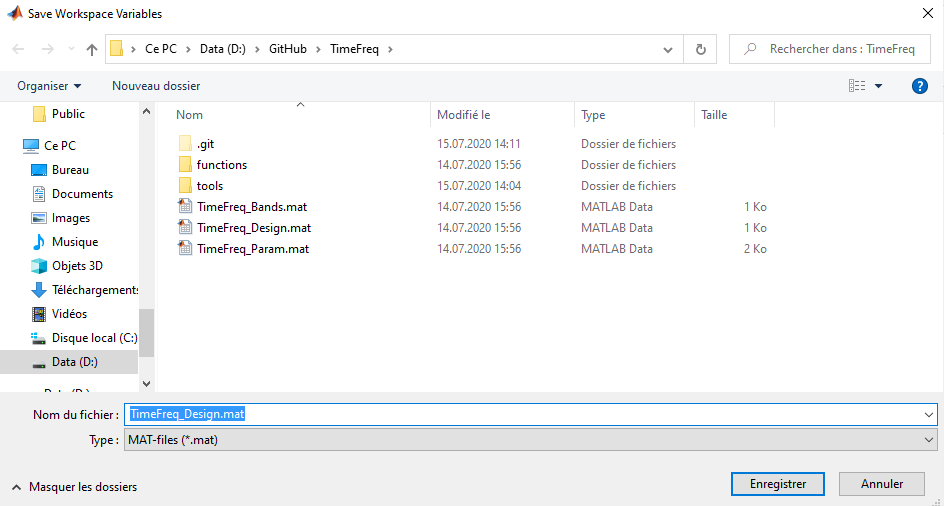 Save Workspace Variables
Ce PC > Data (D:) > GitHub > TimeFreq >
Rechercher dans : TimeFreq
Organiser
Nouveau dossier
?
Public
Ce PC
Bureau
Documents
Images
Musique
Objets 3D
Téléchargements
Vidéos
Disque local (C:)
Data (D:)
Nom Modifié le Type Taille
.git 15.07.2020 14:11 Dossier de fichiers
functions 14.07.2020 15:56 Dossier de fichiers
tools 15.07.2020 14:04 Dossier de fichiers
TimeFreq_Bands.mat 14.07.2020 15:56 MATLAB Data 1 Ko
TimeFreq_Design.mat 14.07.2020 15:56 MATLAB Data 1 Ko
TimeFreq_Param.mat 14.07.2020 15:56 MATLAB Data 2 Ko
Nom du fichier : TimeFreq_Design.mat
Type : MAT-files (*.mat)
Masquer les dossiers
Enregistrer
Annuler